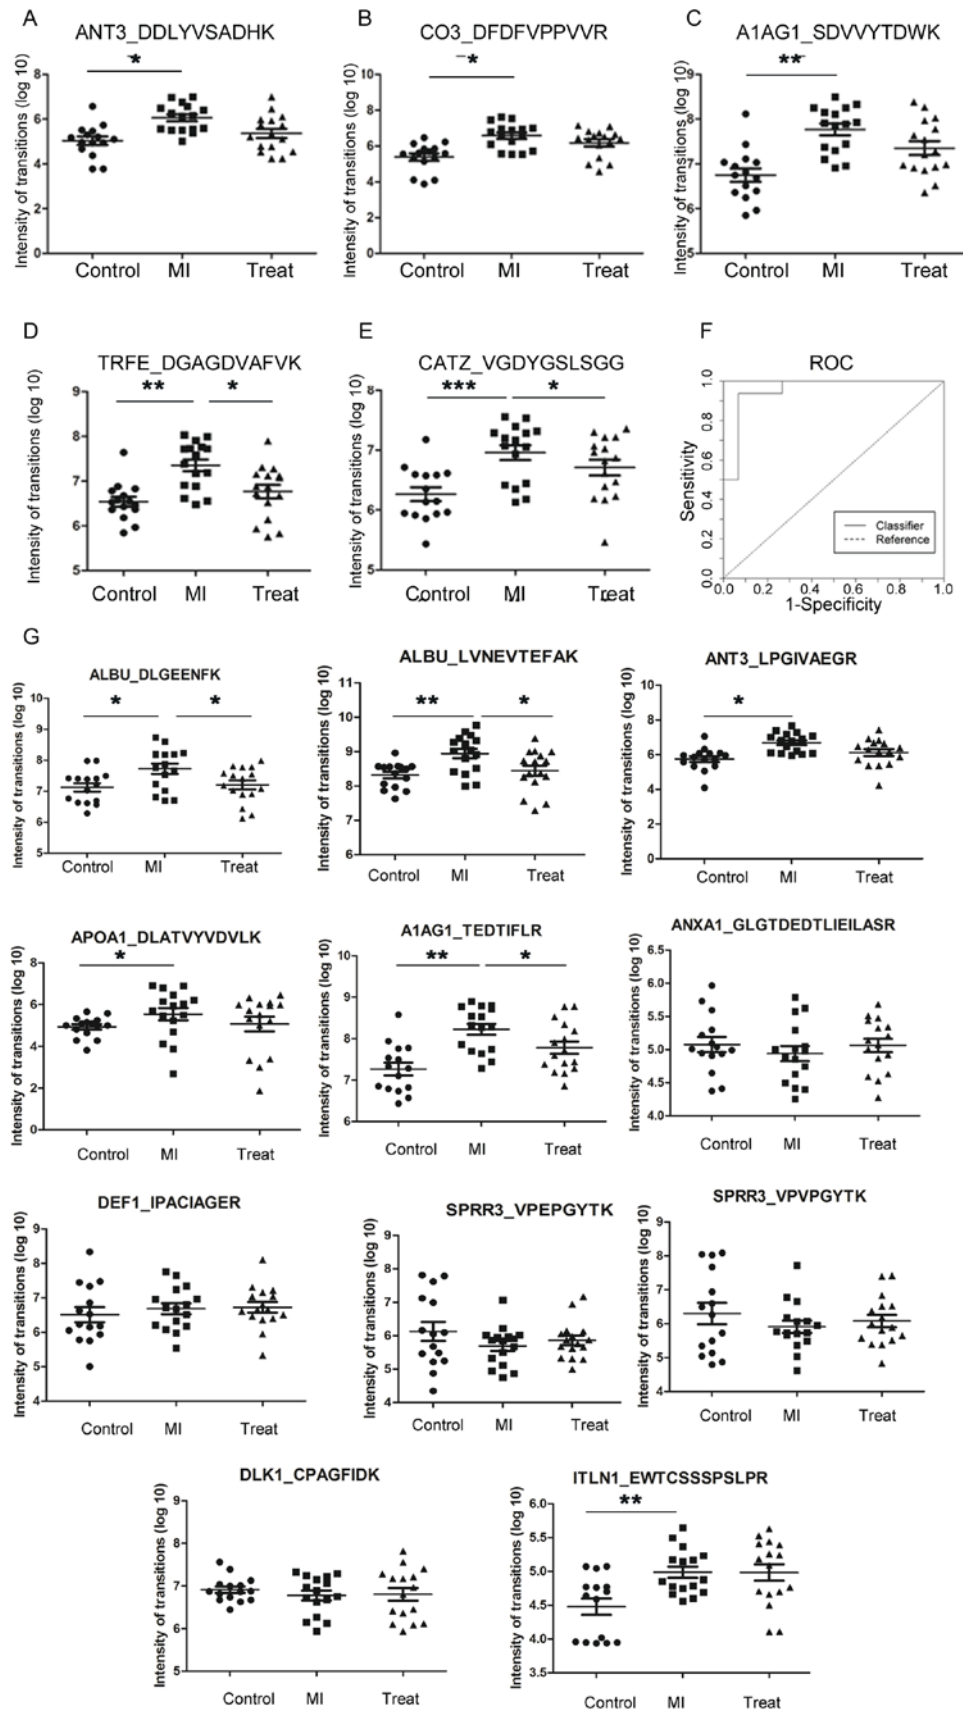 A
ANT3_DDLYVSADHK
*
Intensity of transitions (log 10)
8
6
4
2
0
Control MI Treat
B
CO3_DFDFVPPVVR
*
Intensity of transitions (log 10)
10
8
6
4
2
0
Control MI Treat
C
A1AG1_SDVVYTDWK
**
Intensity of transitions (log 10)
9
8
7
6
5
Control MI Treat
D
TRFE_DGAGDVAFVK
** *
Intensity of transitions (log 10)
9
8
7
6
5
Control MI Treat
E
CATZ_VGDYGSLSGG
*** *
Intensity of transitions (log 10)
8
7
6
5
Control MI Treat
F
ROC
Sensitivity
1.0
0.8
0.6
0.4
0.2
0.0
Classifier
Reference
0.0 0.2 0.4 0.6 0.8 1.0
1-Specificity
G
ALBU_DLGEENFK
* *
Intensity of transitions (log 10)
10
9
8
7
6
5
Control MI Treat
ALBU_LVNEVTEFAK
** *
Intensity of transitions (log 10)
11
10
9
8
7
6
Control MI Treat
ANT3_LPGIVAEGR
*
Intensity of transitions (log 10)
10
8
6
4
2
0
Control MI Treat
APOA1_DLATVYVDVLK
*
Intensity of transitions (log 10)
8
6
4
2
0
Control MI Treat
A1AG1_TEDTIFLR
** *
Intensity of transitions (log 10)
10
9
8
7
6
Control MI Treat
ANXA1_GLGTDEDTLIEILASR
Intensity of transitions (log 10)
6.5
6.0
5.5
5.0
4.5
4.0
Control MI Treat
DEF1_IPACIAGER
Intensity of transitions (log 10)
9
8
7
6
5
4
Control MI Treat
SPRR3_VPEPGYTK
Intensity of transitions (log 10)
9
8
7
6
5
4
Control MI Treat
SPRR3_VPVPGYTK
Intensity of transitions (log 10)
9
8
7
6
5
4
Control MI Treat
DLK1_CPAGFIDK
Intensity of transitions (log 10)
9
8
7
6
5
Control MI Treat
ITLN1_EWTCSSSPSLPR
**
Intensity of transitions (log 10)
6.0
5.5
5.0
4.5
4.0
3.5
Control MI Treat